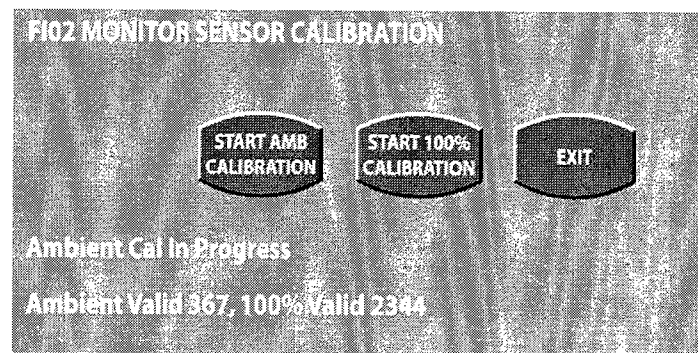 FI02 MONITOR SENSOR CALIBRATION
START AMB
CALIBRATION
START 100%
CALIBRATION
EXIT
Ambient Cal In Progress
Ambient Valid 367, 100% Valid 2344